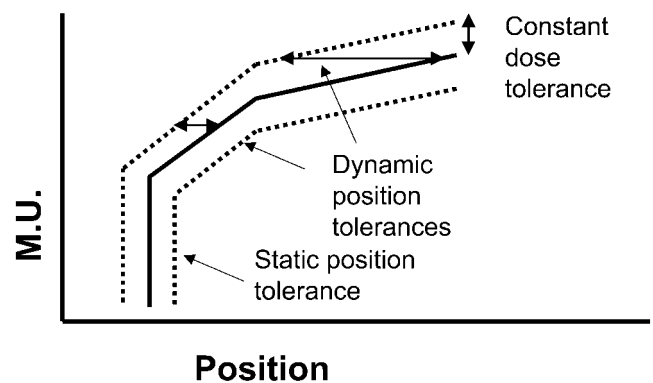 Constant
dose
tolerance
Dynamic
position
tolerances
Static position
tolerance
M.U.
Position